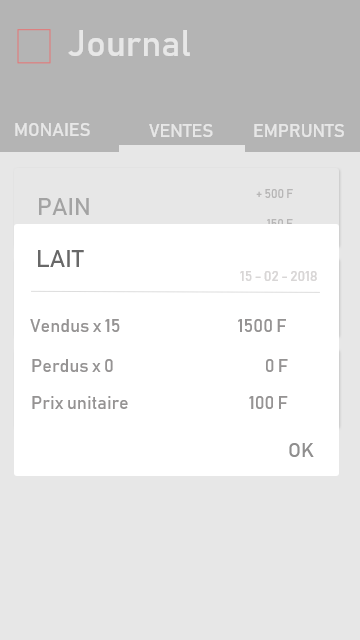 Journal
MONAIES VENTES EMPRUNTS
PAIN + 500 F
150 F
LAIT
15 - 02 - 2018
Vendus x 15 1500 F
Perdus x 0 0 F
Prix unitaire 100 F
OK